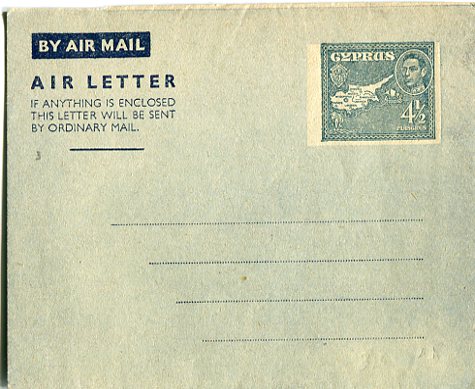 BY AIR MAIL
AIR LETTER
IF ANYTHING IS ENCLOSED
THIS LETTER WILL BE SENT
BY ORDINARY MAIL.
CYPRUS
4½
PIASTRES